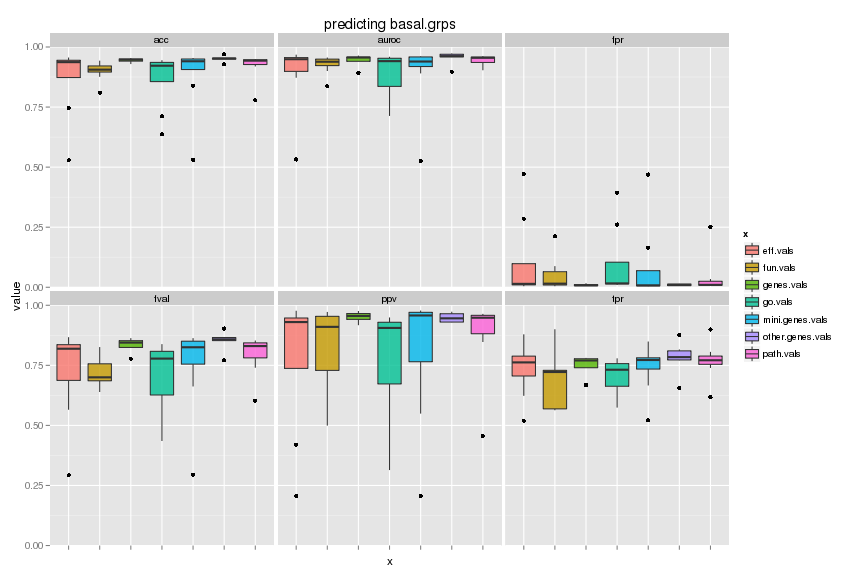 predicting basal.grps
acc
auroc
fpr
1.00
0.75
0.50
0.25
0.00
value
fval
ppv
tpr
1.00
0.75
0.50
0.25
0.00
x
x
eff.vals
fun.vals
genes.vals
go.vals
mini.genes.vals
other.genes.vals
path.vals